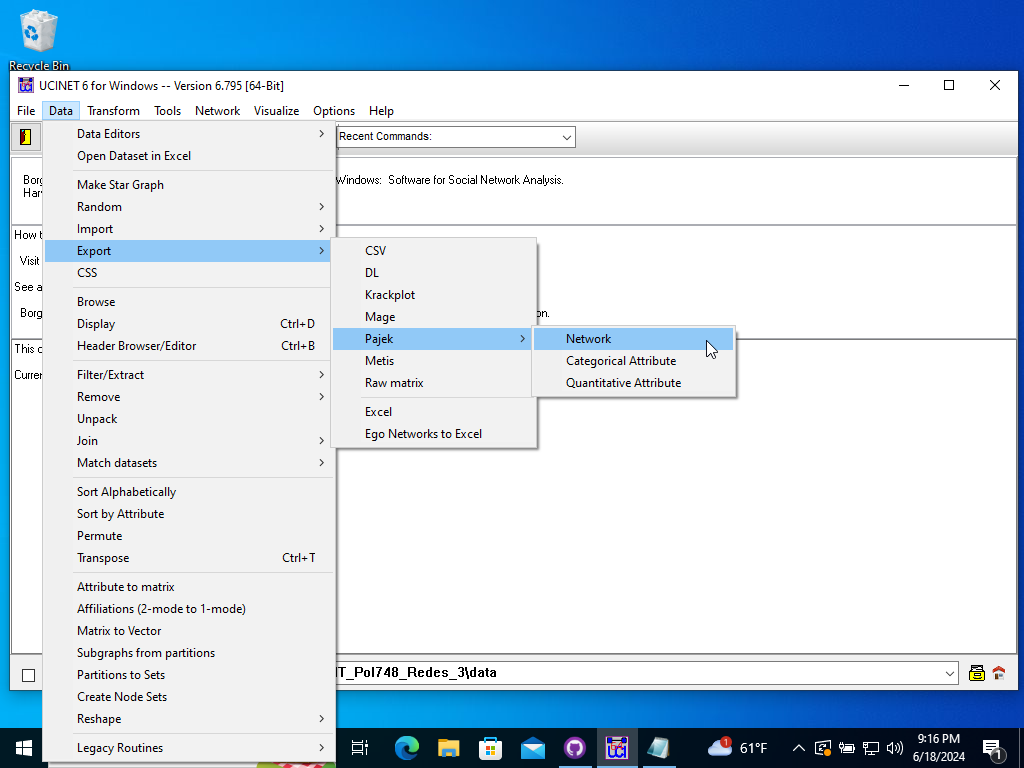 Recycle Bin
UCINET 6 for Windows -- Version 6.795 [64-Bit]
File Data Transform Tools Network Visualize Options Help
Recent Commands:
Windows: Software for Social Network Analysis.
How
Visit
See a
on.
This
Data Editors
Open Dataset in Excel
Make Star Graph
Random
Import
Export
CSS
Browse
Display Ctrl+D
Header Browser/Editor Ctrl+B
Filter/Extract
Remove
Unpack
Join
Match datasets
Sort Alphabetically
Sort by Attribute
Permute
Transpose Ctrl+T
Attribute to matrix
Affiliations (2-mode to 1-mode)
Matrix to Vector
Subgraphs from partitions
Partitions to Sets
Create Node Sets
Reshape
Legacy Routines
CSV
DL
Krackplot
Mage
Pajek
Metis
Raw matrix
Excel
Ego Networks to Excel
Network
Categorical Attribute
Quantitative Attribute
T_Pol748_Redes_3\data
61°F
9:16 PM
6/18/2024